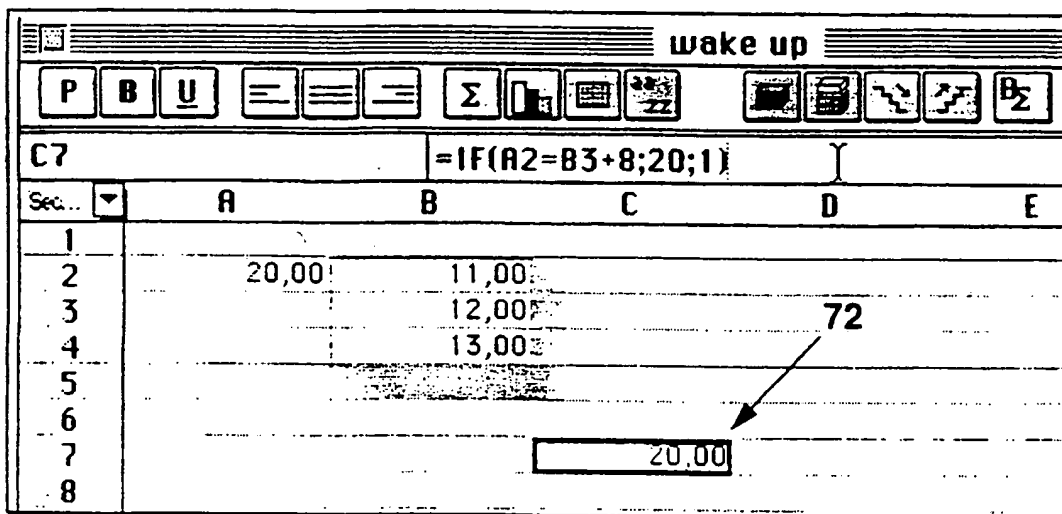 wake up
P B U Σ BΣ
C7 =IF(A2=B3+8;20;1)
A B C D E
1
2 20,00 11,00
3 12,00 72
4 13,00
5
6
7 20,00
8